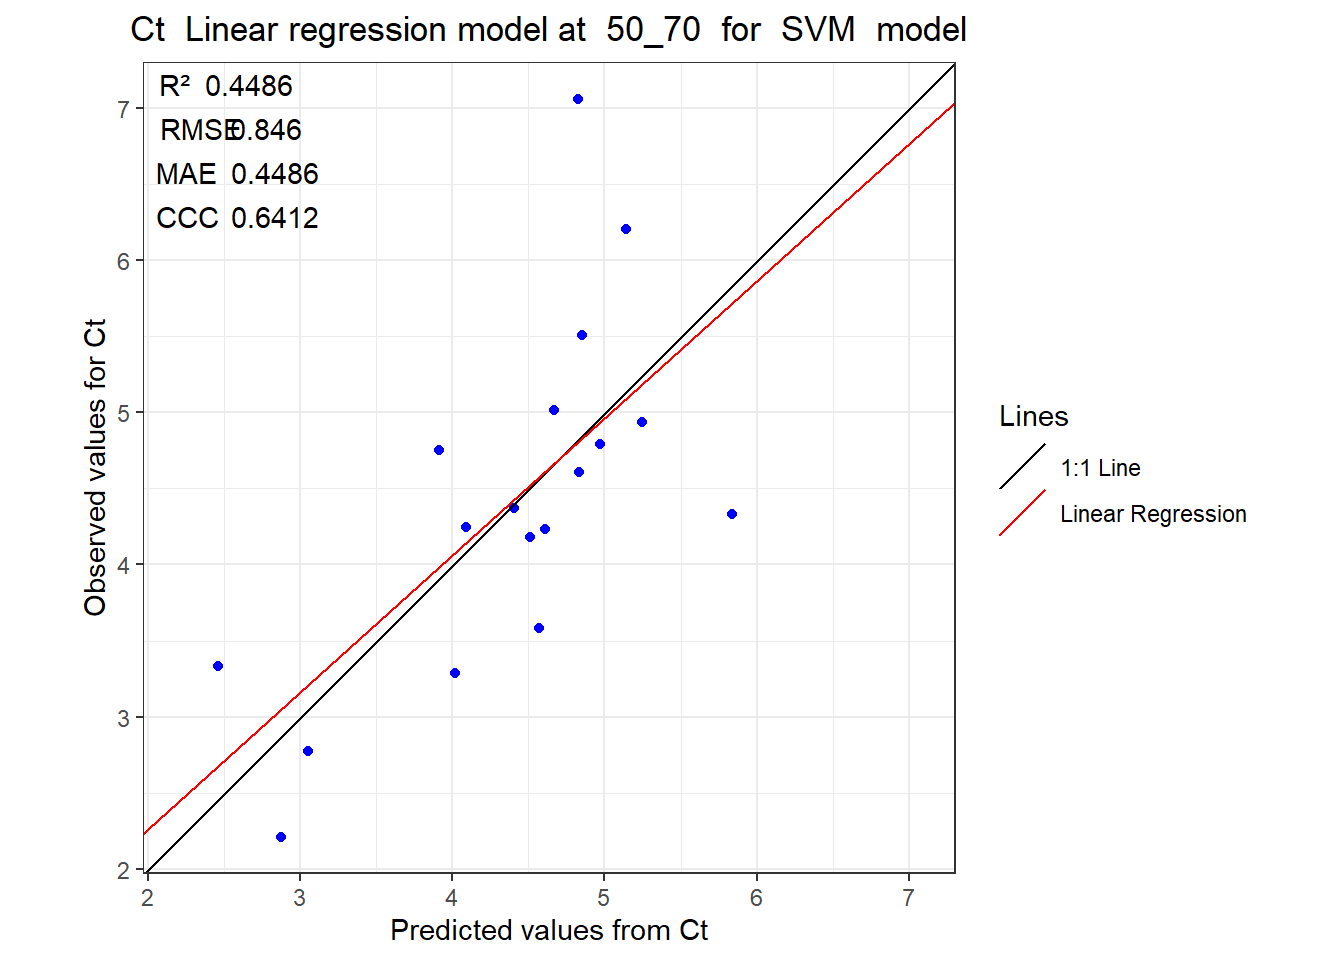 Ct  Linear regression model at  50_70  for  SVM  model
R² 0.4486
RMSE 0.846
MAE 0.4486
CCC 0.6412
7
6
5
4
3
2
Observed values for Ct
2 3 4 5 6 7
Predicted values from Ct
Lines
1:1 Line
Linear Regression